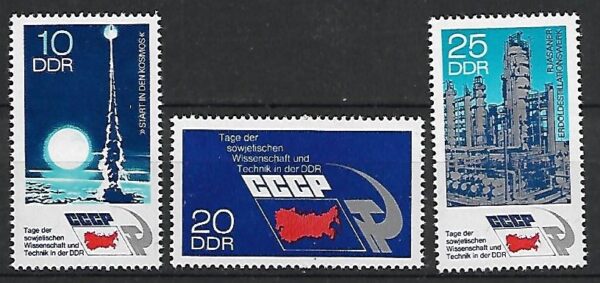 10
DDR
»START IN DEN KOSMOS«
CCCP
Tage der
sowjetischen
Wissenschaft und
Technik in der DDR
Tage der
sowjetischen
Wissenschaft und
Technik in der DDR
CCCP
20
DDR
25
DDR
RJASANER
ERDÖLDESTILLATIONSWERK
CCCP
Tage der
sowjetischen
Wissenschaft und
Technik in der DDR